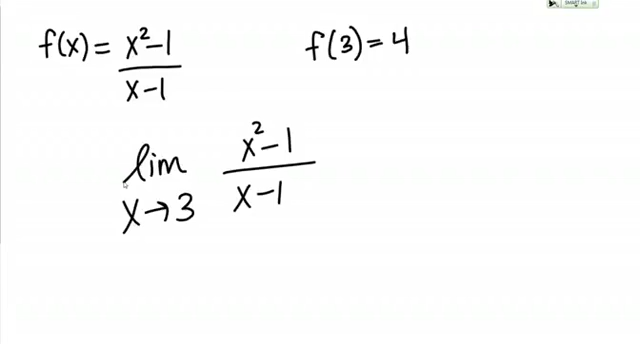 f(x) = x²-1 / x-1    f(3) = 4
lim x→3 x²-1 / x-1